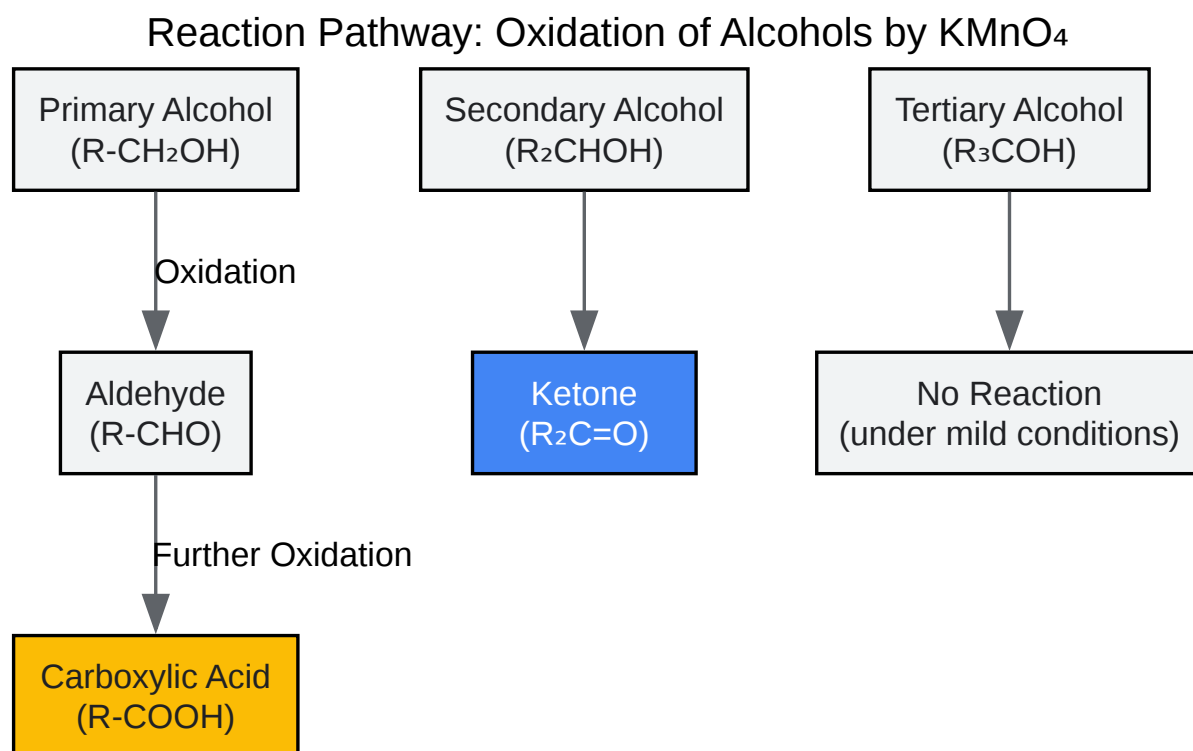 Reaction Pathway: Oxidation of Alcohols by KMnO₄
Primary Alcohol
(R-CH₂OH)
Secondary Alcohol
(R₂CHOH)
Tertiary Alcohol
(R₃COH)
Oxidation
Aldehyde
(R-CHO)
Ketone
(R₂C=O)
No Reaction
(under mild conditions)
Further Oxidation
Carboxylic Acid
(R-COOH)